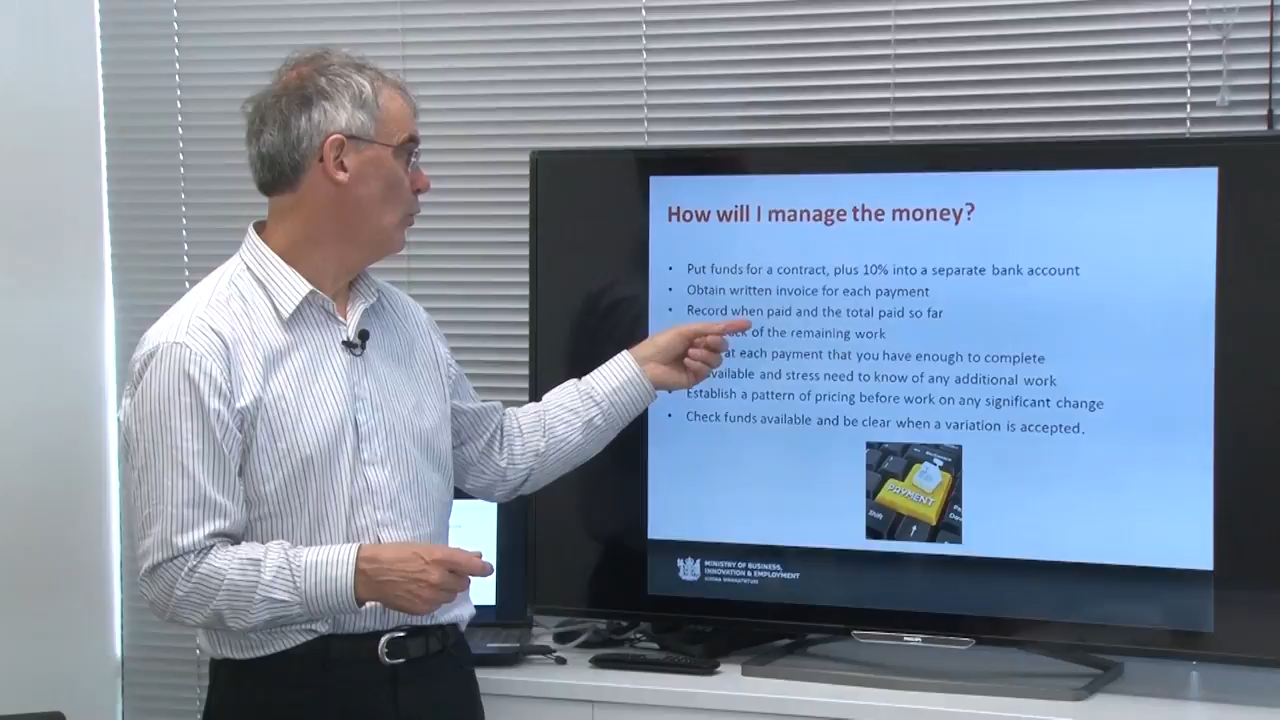 How will I manage the money?
• Put funds for a contract, plus 10% into a separate bank account
• Obtain written invoice for each payment
• Record when paid and the total paid so far
of the remaining work
at each payment that you have enough to complete
available and stress need to know of any additional work
• Establish a pattern of pricing before work on any significant change
• Check funds available and be clear when a variation is accepted.
PAYMENT
Shift
MINISTRY OF BUSINESS,
INNOVATION & EMPLOYMENT
HĪKINA WHAKATUTUKI
PHILIPS